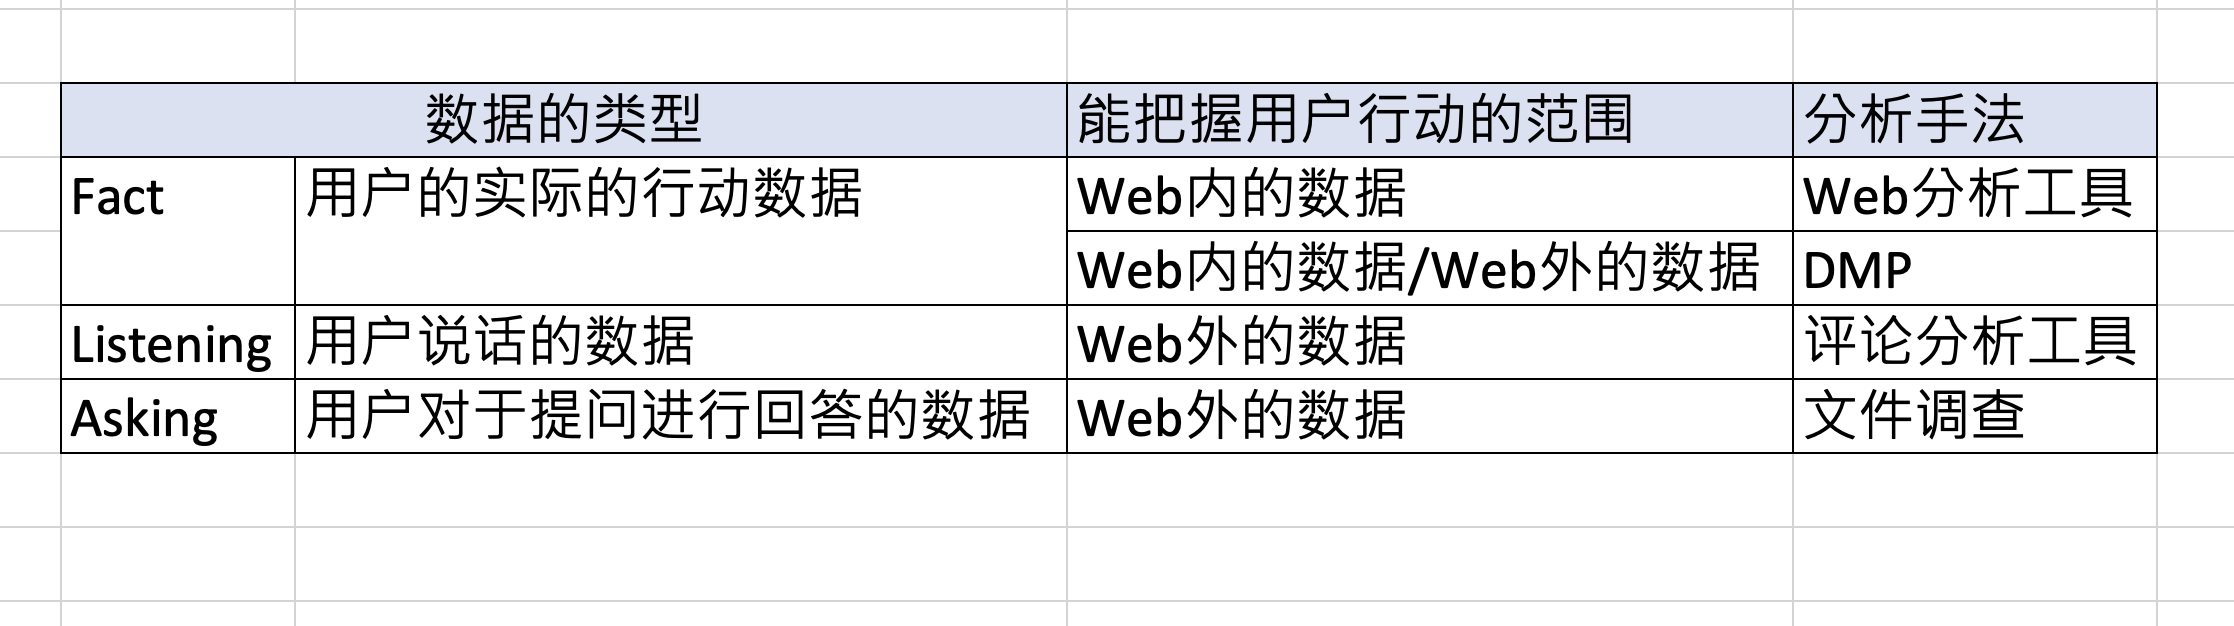 数据的类型 能把握用户行动的范围 分析手法
Fact 用户的实际的行动数据 Web内的数据 Web分析工具
Web内的数据/Web外的数据 DMP
Listening 用户说话的数据 Web外的数据 评论分析工具
Asking 用户对于提问进行回答的数据 Web外的数据 文件调查